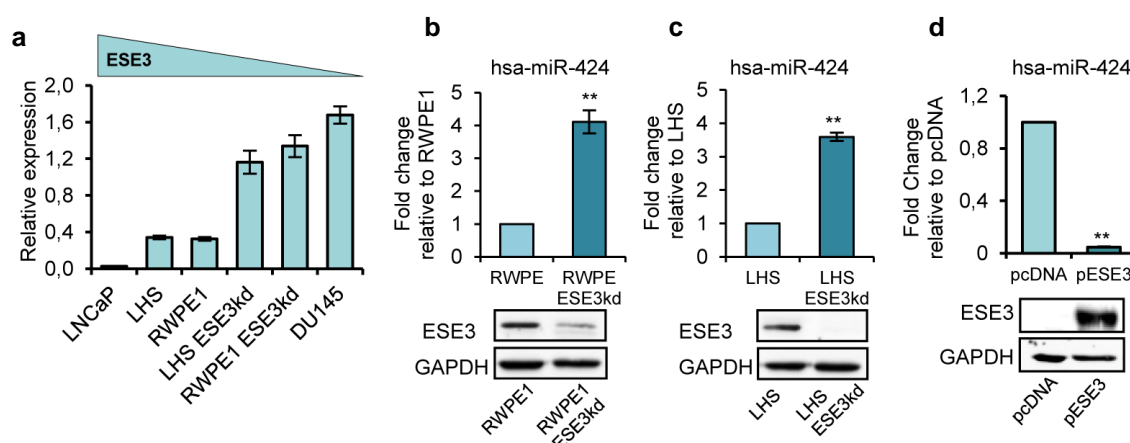 a
ESE3
Relative expression
2,0
1,6
1,2
0,8
0,4
0,0
LNCaP
LHS
RWPE1
LHS ESE3kd
RWPE1 ESE3kd
DU145
b
hsa-miR-424
Fold change
relative to RWPE1
5
4
3
2
1
0
**
RWPE
RWPE
ESE3kd
ESE3
GAPDH
RWPE1
RWPE1
ESE3kd
c
hsa-miR-424
Fold change
relative to LHS
5
4
3
2
1
0
**
LHS
LHS
ESE3kd
ESE3
GAPDH
LHS
LHS
ESE3kd
d
hsa-miR-424
Fold Change
relative to pcDNA
1,2
0,8
0,4
0
**
pcDNA
pESE3
ESE3
GAPDH
pcDNA
pESE3